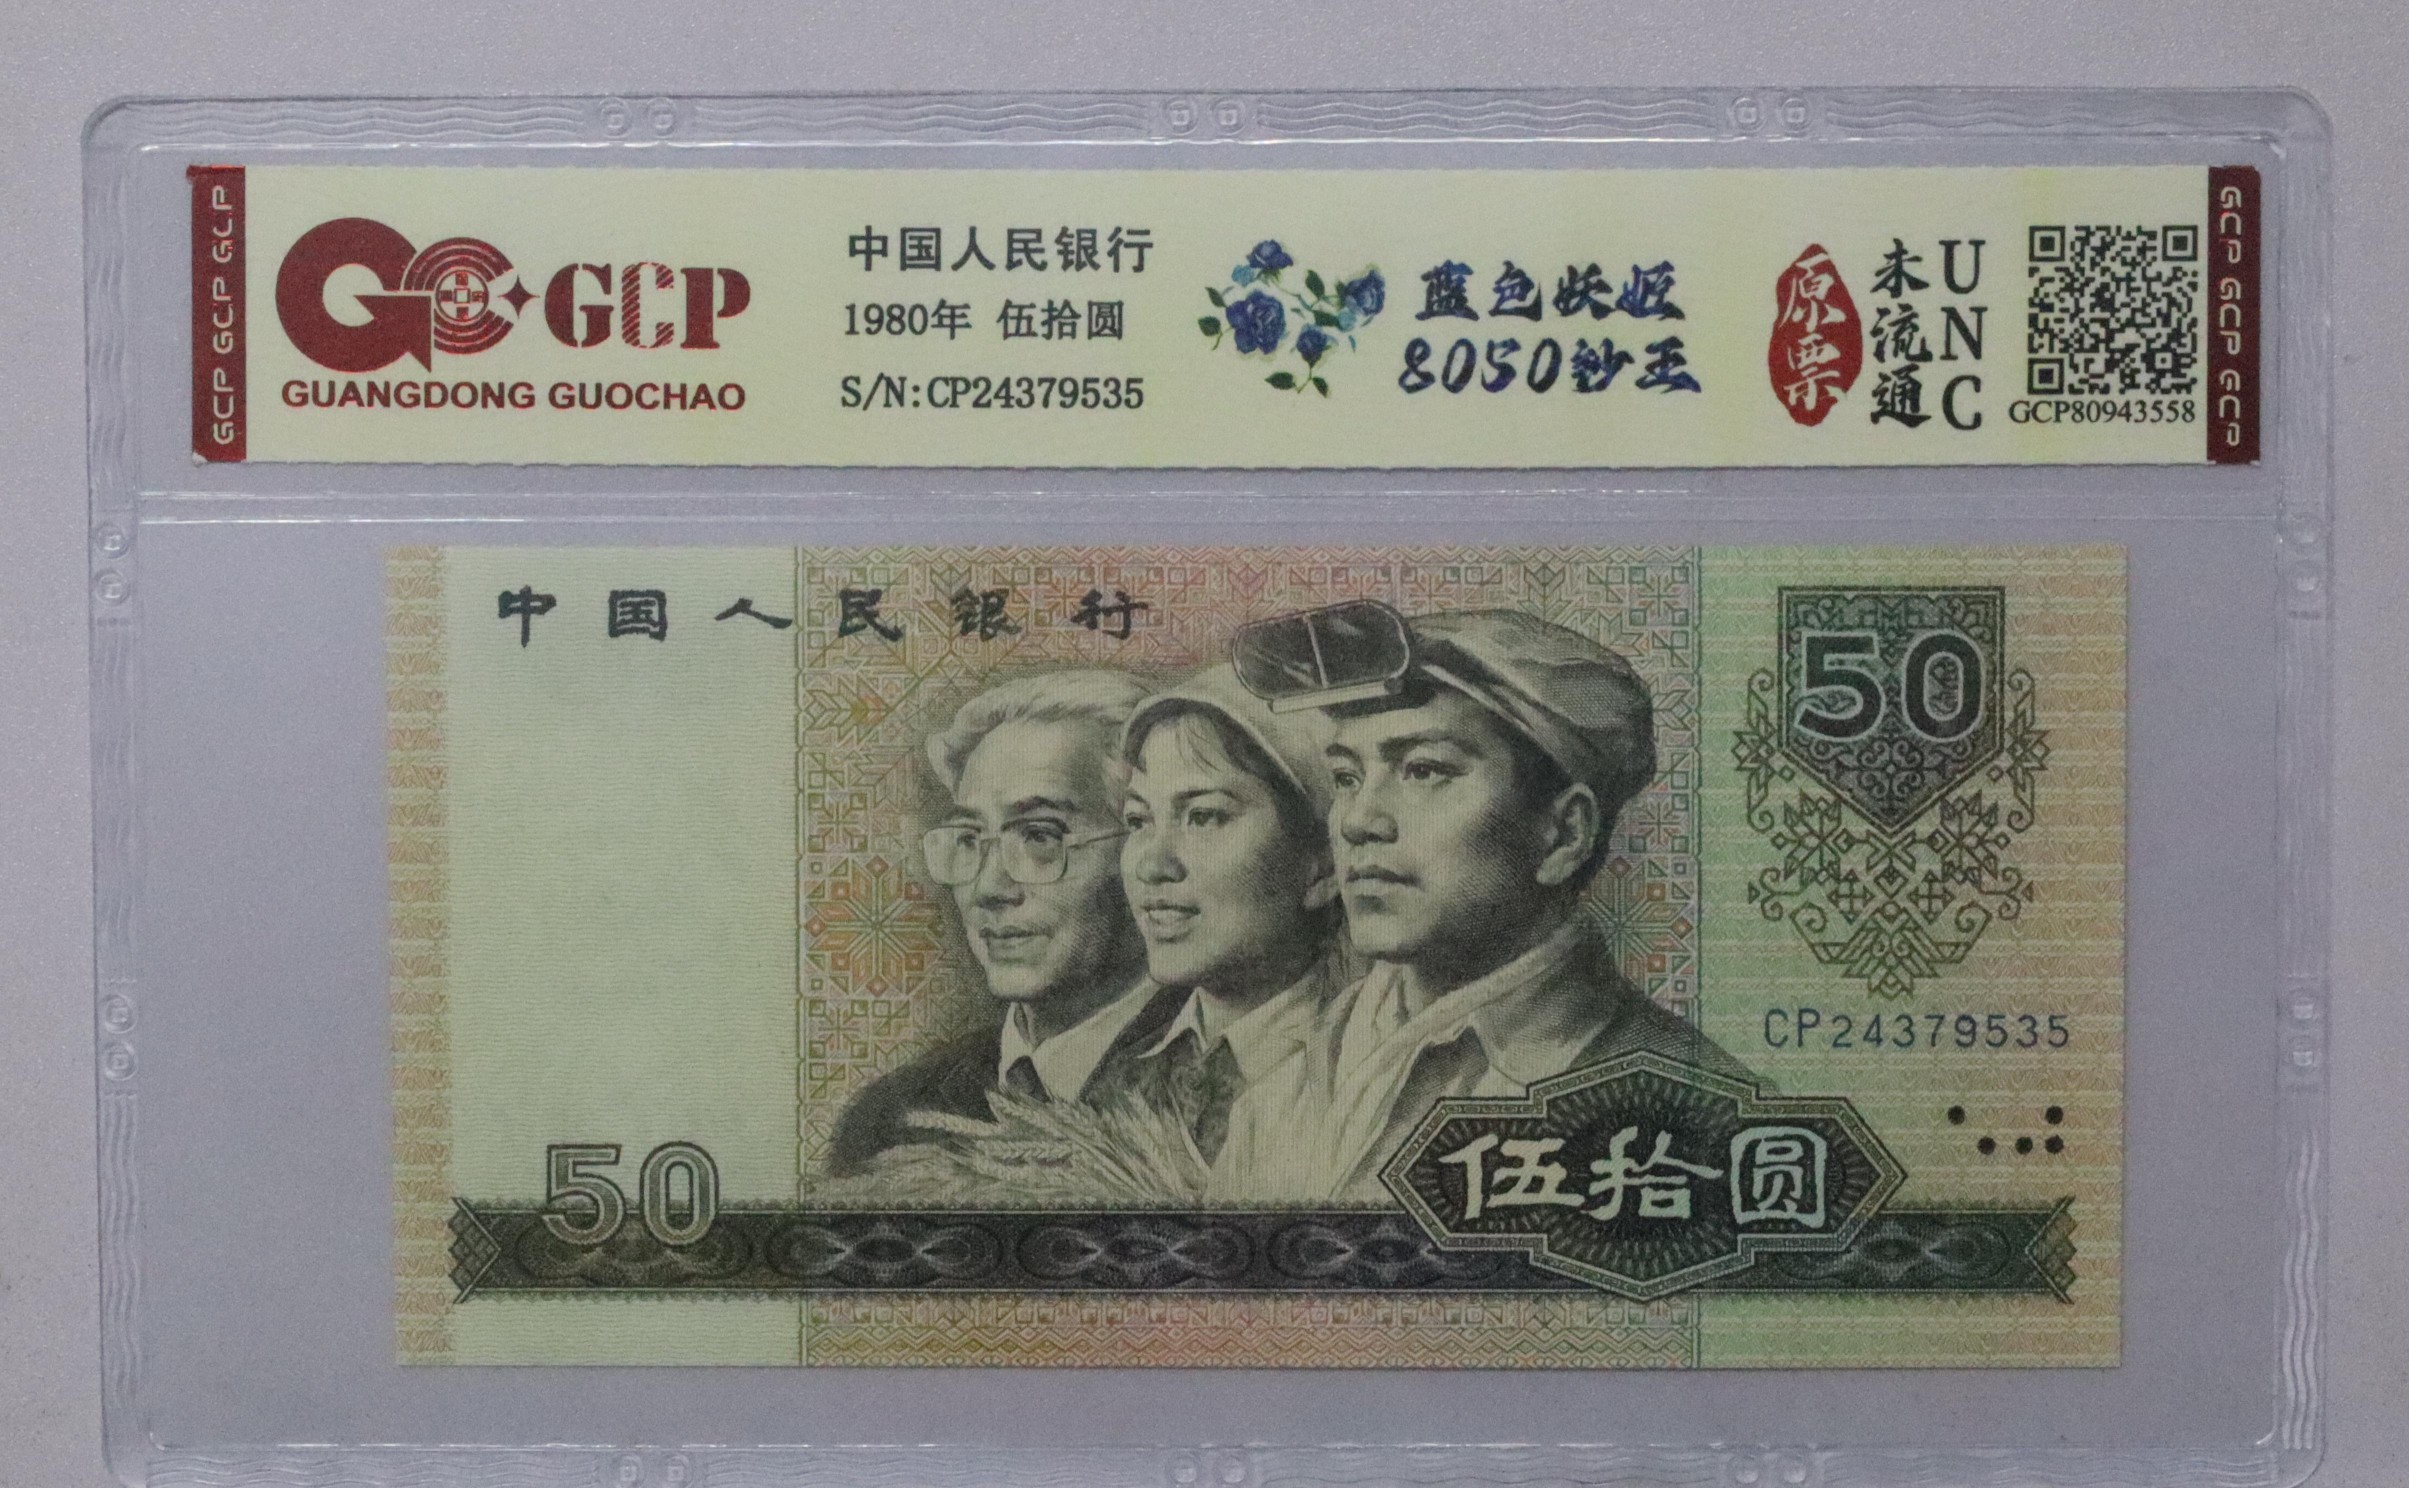 GCP GCP GCP
GCP
GUANGDONG GUOCHAO
中国人民银行
1980年 伍拾圆
S/N:CP24379535
蓝色妖姬
8050钞王
原票
未流通
UNC
GCP80943558
GCP GCP GCP
中国人民银行
50
CP24379535
50
伍拾圆